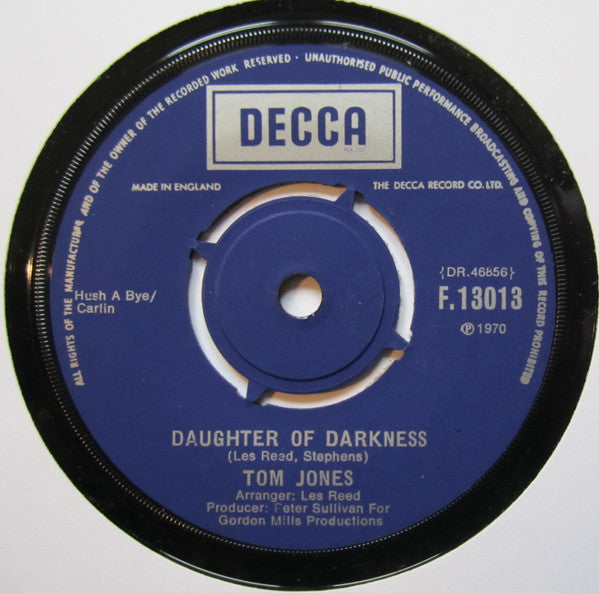 ALL RIGHTS OF THE MANUFACTURER AND OF THE OWNER OF THE RECORDED WORK RESERVED · UNAUTHORISED PUBLIC PERFORMANCE BROADCASTING AND COPYING OF THIS RECORD PROHIBITED
DECCA
MADE IN ENGLAND
THE DECCA RECORD CO. LTD.
Hush A Bye/
Carlin
{DR.46856}
F.13013
Ⓟ 1970
DAUGHTER OF DARKNESS
(Les Reed, Stephens)
TOM JONES
Arranger: Les Reed
Producer: Peter Sullivan For
Gordon Mills Productions